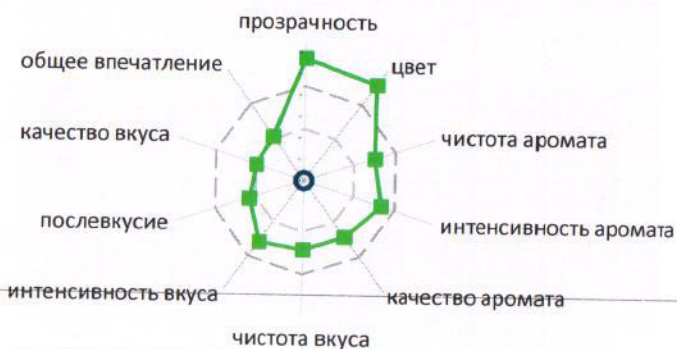 прозрачность
общее впечатление
цвет
качество вкуса
чистота аромата
послевкусие
интенсивность аромата
интенсивность вкуса
качество аромата
чистота вкуса